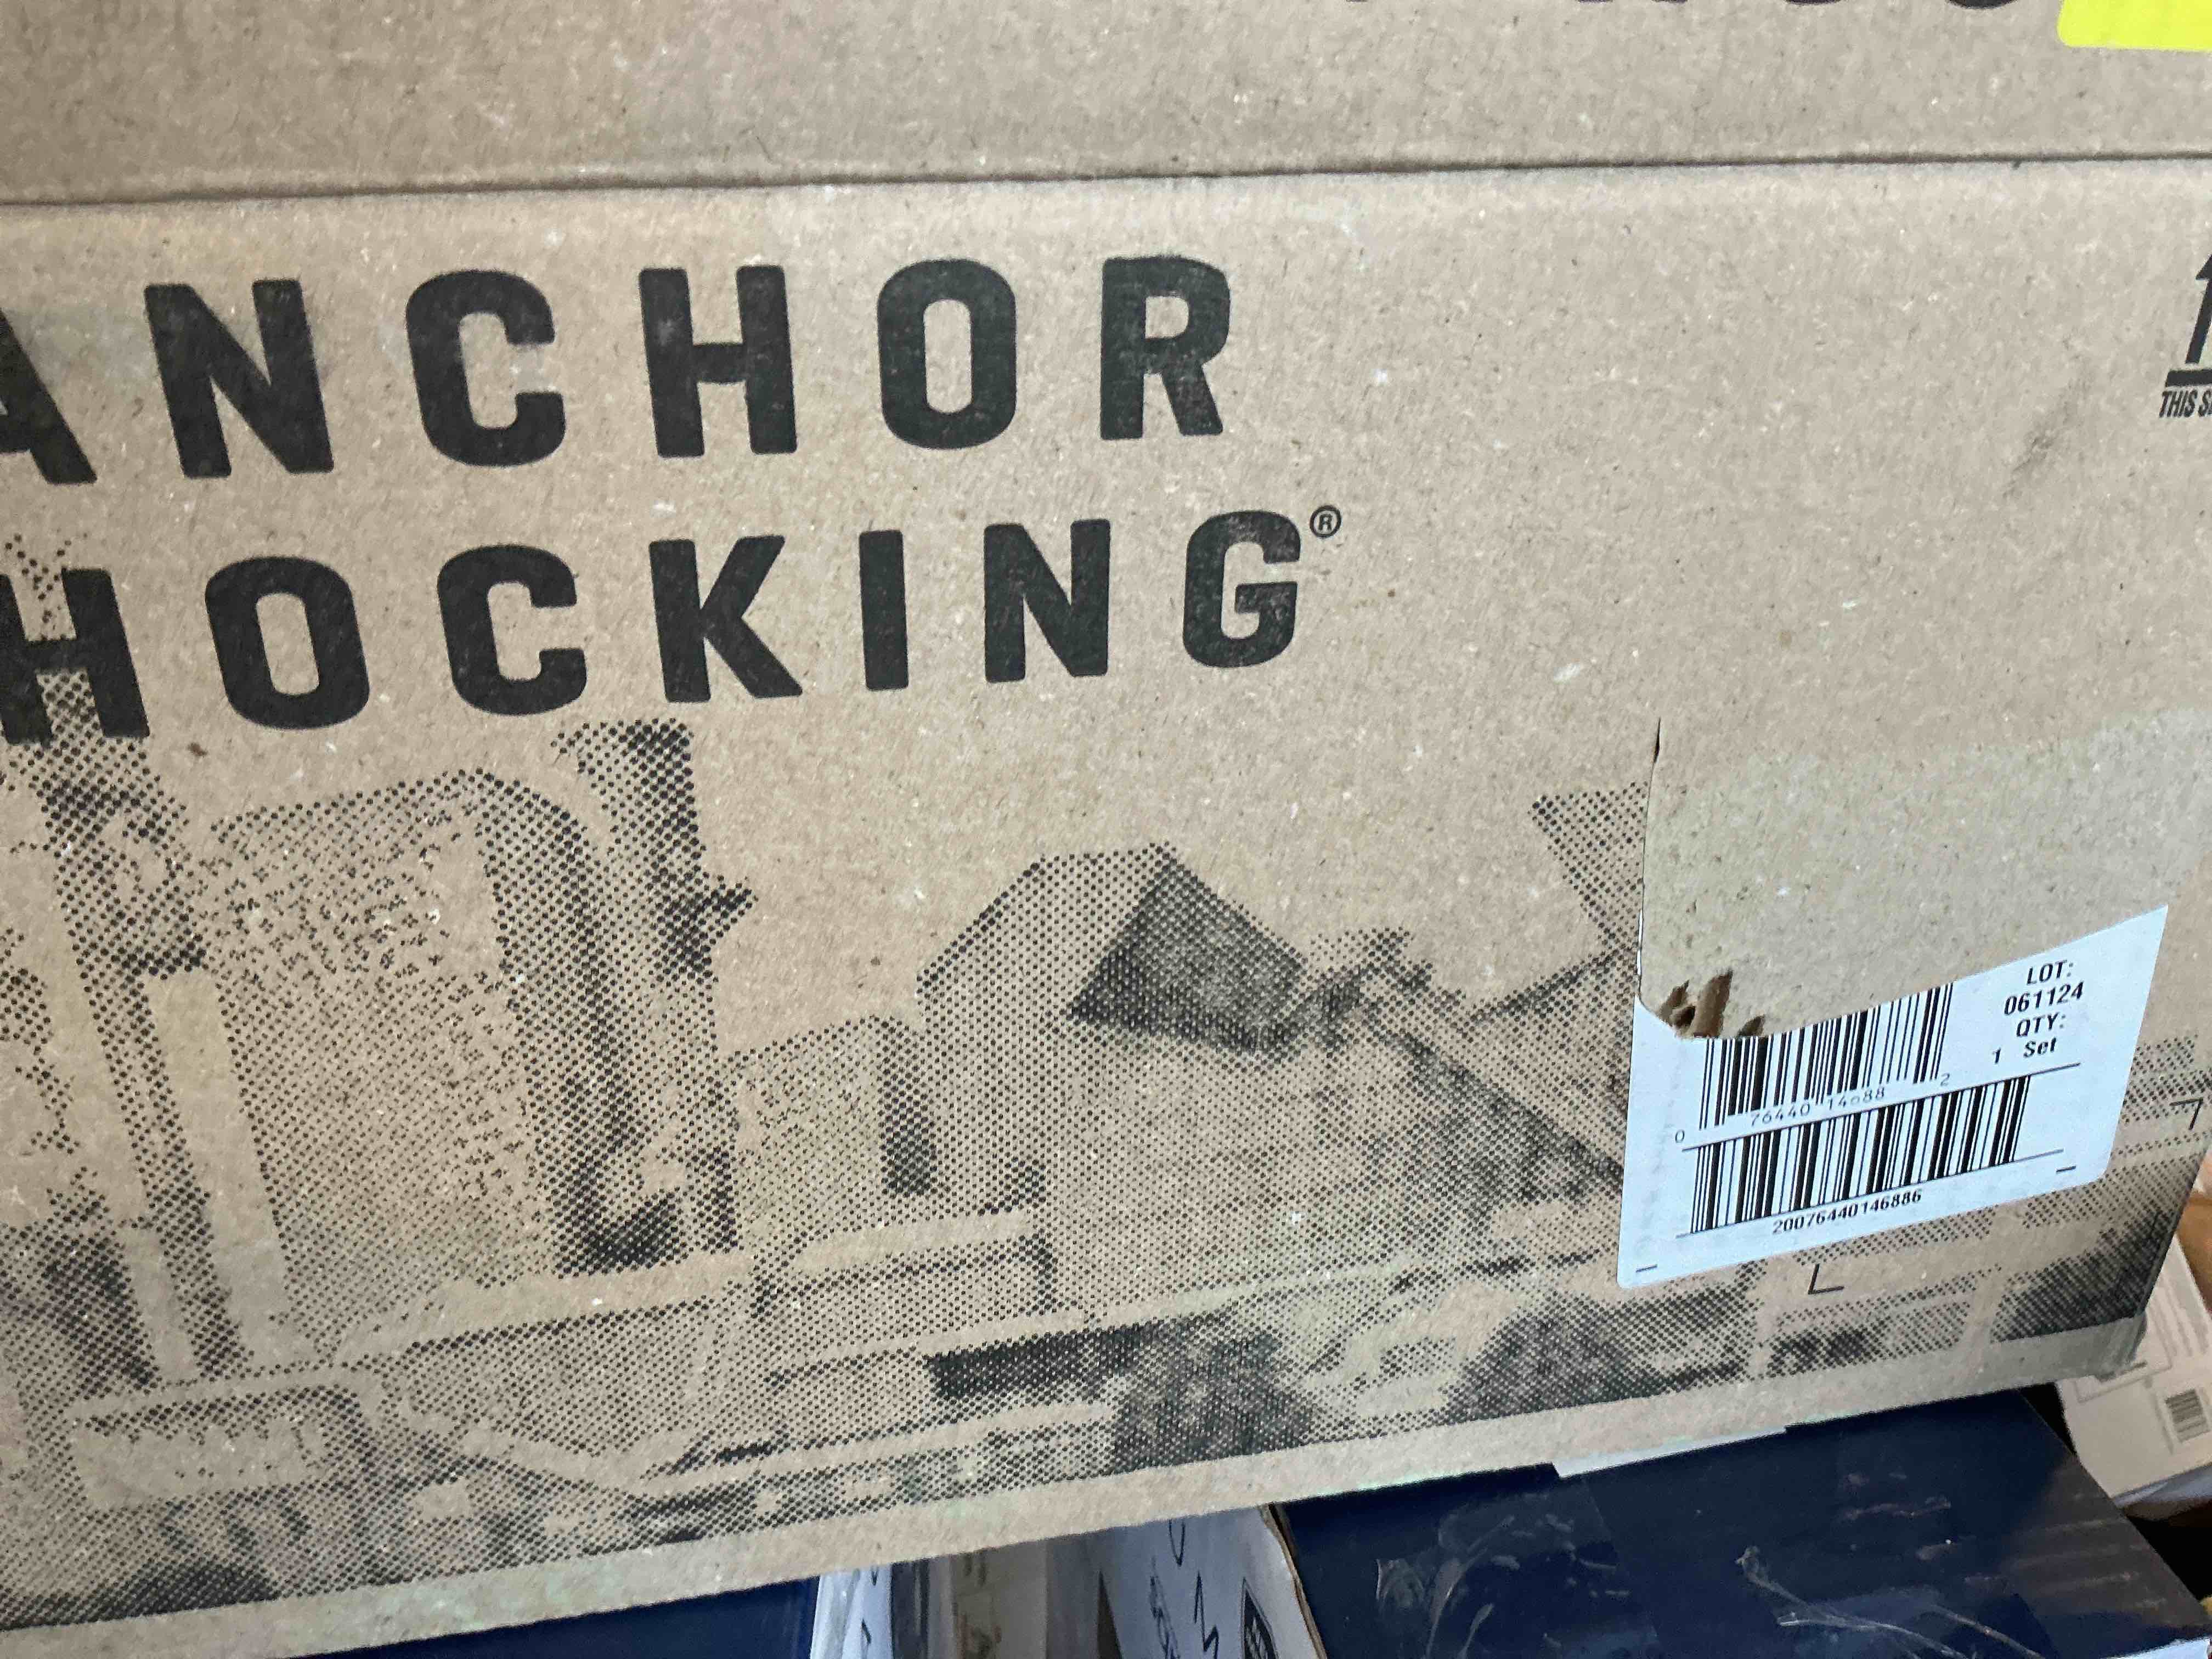 ANCHOR
HOCKING®
LOT:
061124
QTY:
1 Set
20076440146886